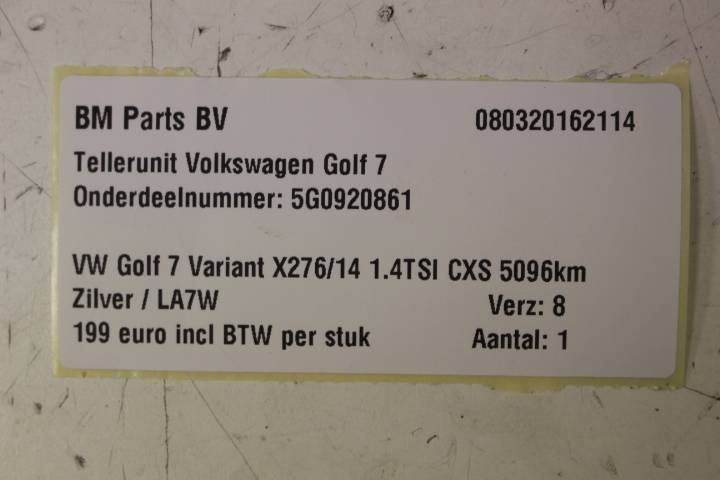 BM Parts BV 080320162114
Tellerunit Volkswagen Golf 7
Onderdeelnummer: 5G0920861
VW Golf 7 Variant X276/14 1.4TSI CXS 5096km
Zilver / LA7W Verz: 8
199 euro incl BTW per stuk Aantal: 1